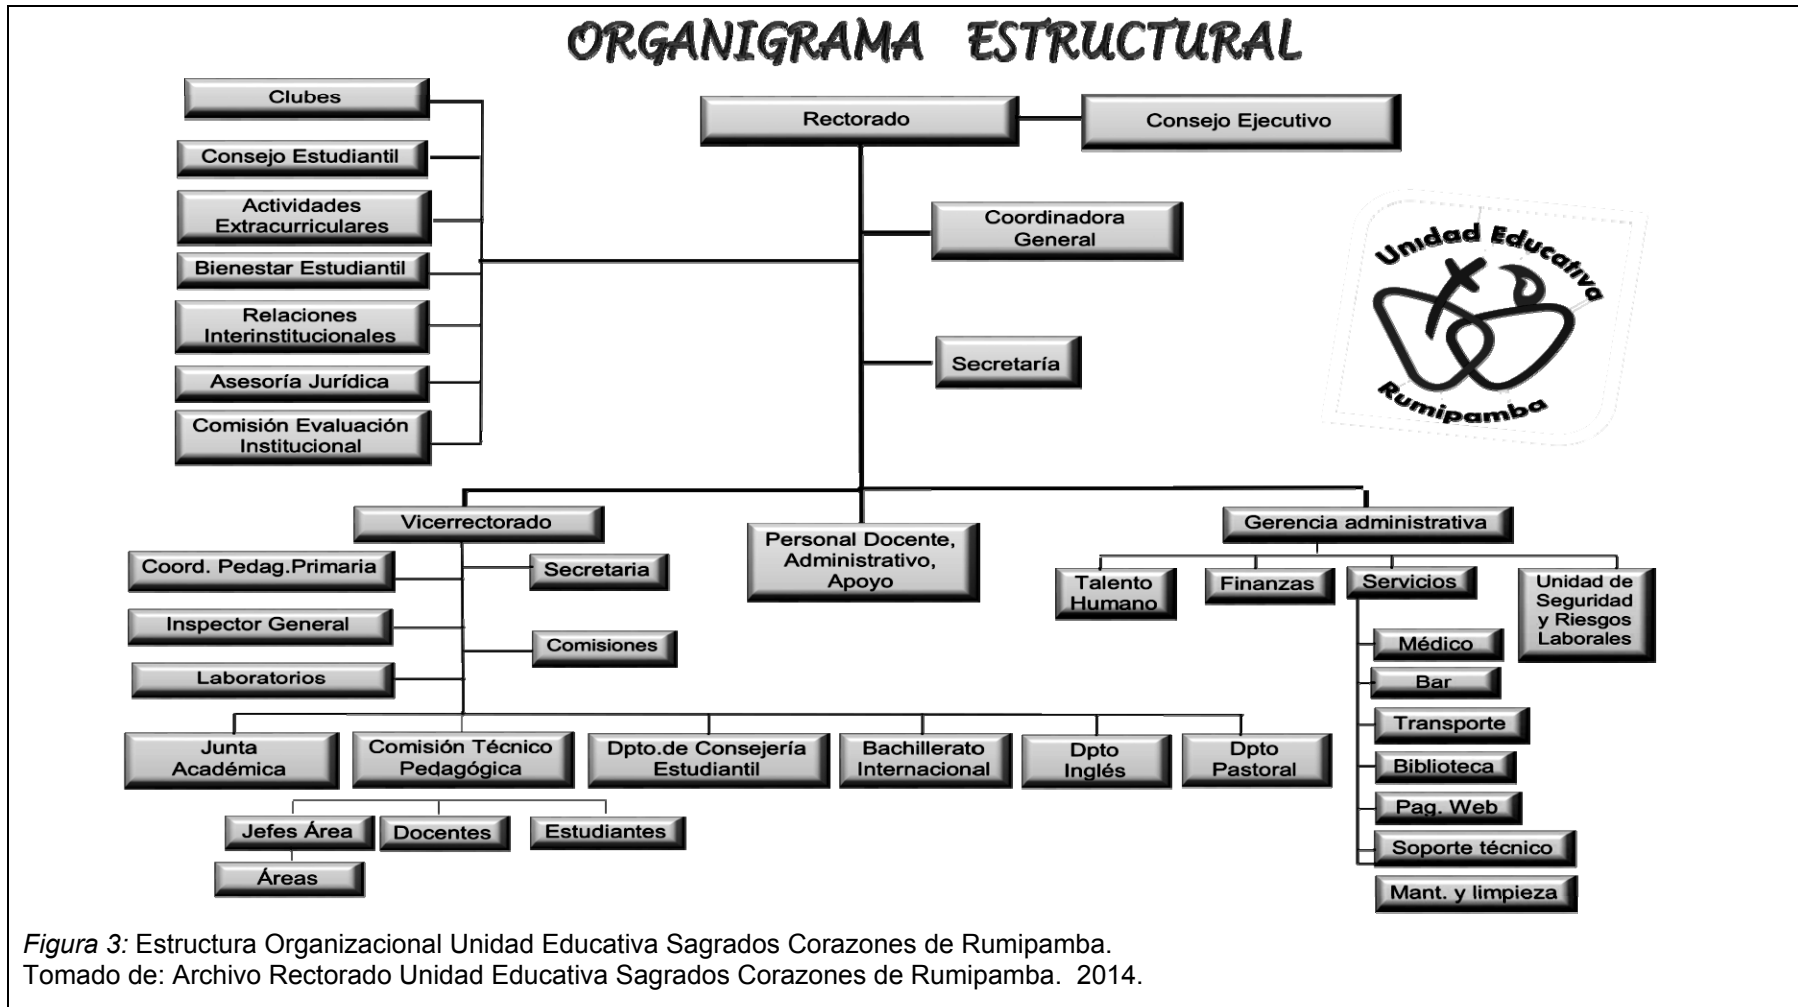 ORGANIGRAMA ESTRUCTURAL
Clubes
Consejo Estudiantil
Actividades
Extracurriculares
Bienestar Estudiantil
Relaciones
Interinstitucionales
Asesoría Jurídica
Comisión Evaluación
Institucional
Rectorado
Consejo Ejecutivo
Coordinadora
General
Secretaría
Unidad Educativa
Rumipamba
Vicerrectorado
Coord. Pedag.Primaria
Inspector General
Laboratorios
Secretaria
Comisiones
Personal Docente,
Administrativo,
Apoyo
Gerencia administrativa
Talento
Humano
Finanzas
Servicios
Unidad de
Seguridad
y Riesgos
Laborales
Médico
Bar
Transporte
Biblioteca
Pag. Web
Soporte técnico
Mant. y limpieza
Junta
Académica
Comisión Técnico
Pedagógica
Dpto.de Consejería
Estudiantil
Bachillerato
Internacional
Dpto
Inglés
Dpto
Pastoral
Jefes Área
Docentes
Estudiantes
Áreas
Figura 3: Estructura Organizacional Unidad Educativa Sagrados Corazones de Rumipamba.
Tomado de: Archivo Rectorado Unidad Educativa Sagrados Corazones de Rumipamba. 2014.